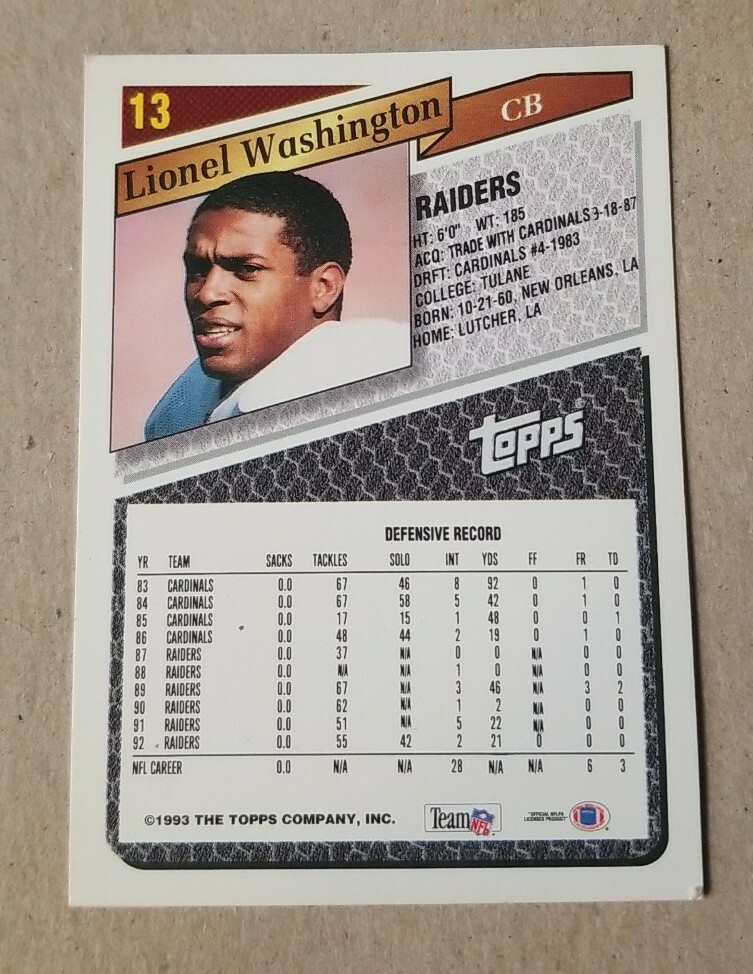 13
Lionel Washington
CB
RAIDERS
HT: 6'0" WT: 185
ACQ: TRADE WITH CARDINALS 3-18-87
DRFT: CARDINALS #4-1983
COLLEGE: TULANE
BORN: 10-21-60, NEW ORLEANS, LA
HOME: LUTCHER, LA
TOPPS®
DEFENSIVE RECORD
YR TEAM SACKS TACKLES SOLO INT YDS FF FR TD
83 CARDINALS 0.0 67 46 8 92 0 1 0
84 CARDINALS 0.0 67 58 5 42 0 1 0
85 CARDINALS 0.0 17 15 1 48 0 0 1
86 CARDINALS 0.0 48 44 2 19 0 1 0
87 RAIDERS 0.0 37 N/A 0 0 N/A 0 0
88 RAIDERS 0.0 N/A N/A 1 0 N/A 0 0
89 RAIDERS 0.0 67 N/A 3 46 N/A 3 2
90 RAIDERS 0.0 62 N/A 1 2 N/A 0 0
91 RAIDERS 0.0 51 N/A 5 22 N/A 0 0
92 RAIDERS 0.0 55 42 2 21 0 0 0
NFL CAREER 0.0 N/A N/A 28 N/A N/A 6 3
©1993 THE TOPPS COMPANY, INC.
Team NFL
"OFFICIAL NFLPA
LICENSED PRODUCT"